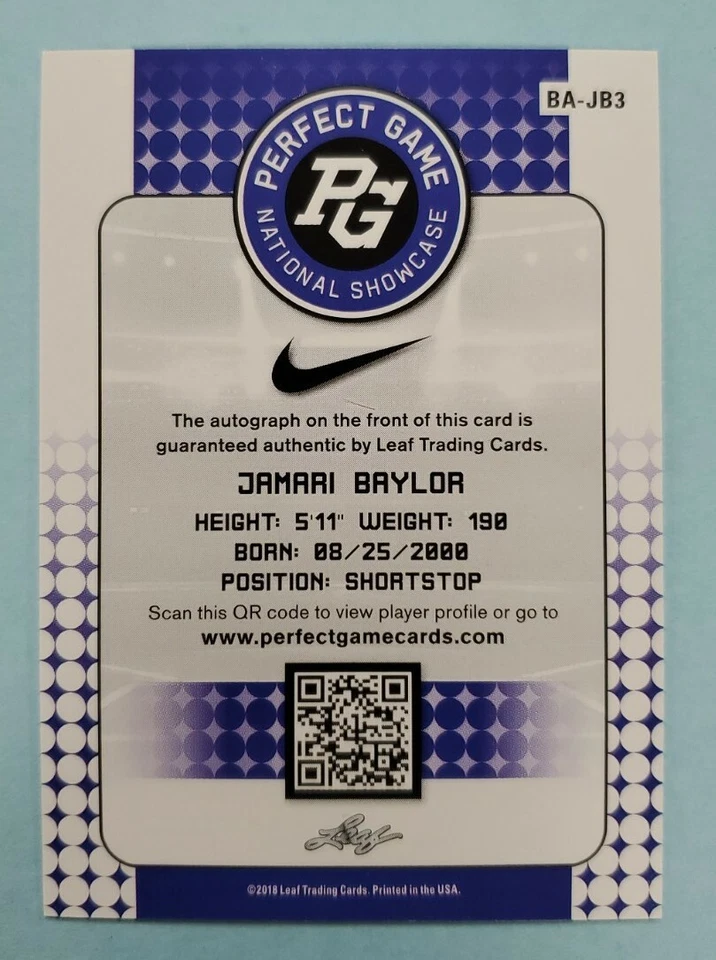 BA-JB3
PERFECT GAME
PG
NATIONAL SHOWCASE
The autograph on the front of this card is
guaranteed authentic by Leaf Trading Cards.
JAMARI BAYLOR
HEIGHT: 5'11" WEIGHT: 190
BORN: 08/25/2000
POSITION: SHORTSTOP
Scan this QR code to view player profile or go to
www.perfectgamecards.com
Leaf
©2018 Leaf Trading Cards. Printed in the USA.